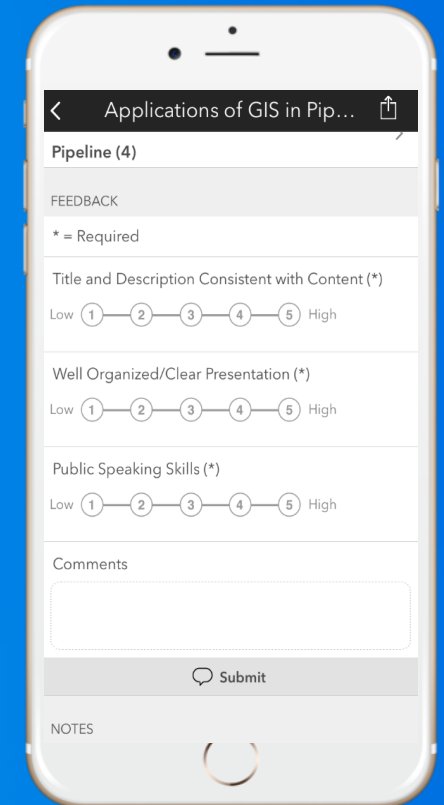 Applications of GIS in Pip...
Pipeline (4)
FEEDBACK
* = Required
Title and Description Consistent with Content (*)
Low 1 2 3 4 5 High
Well Organized/Clear Presentation (*)
Low 1 2 3 4 5 High
Public Speaking Skills (*)
Low 1 2 3 4 5 High
Comments
Submit
NOTES